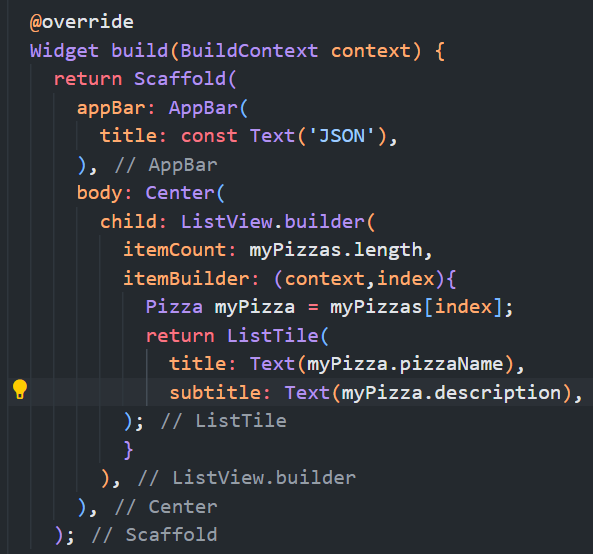 @override
Widget build(BuildContext context) {
  return Scaffold(
    appBar: AppBar(
      title: const Text('JSON'),
    ), // AppBar
    body: Center(
      child: ListView.builder(
        itemCount: myPizzas.length,
        itemBuilder: (context,index){
          Pizza myPizza = myPizzas[index];
          return ListTile(
            title: Text(myPizza.pizzaName),
            subtitle: Text(myPizza.description),
        ); // ListTile
        }
      ), // ListView.builder
    ), // Center
  ); // Scaffold